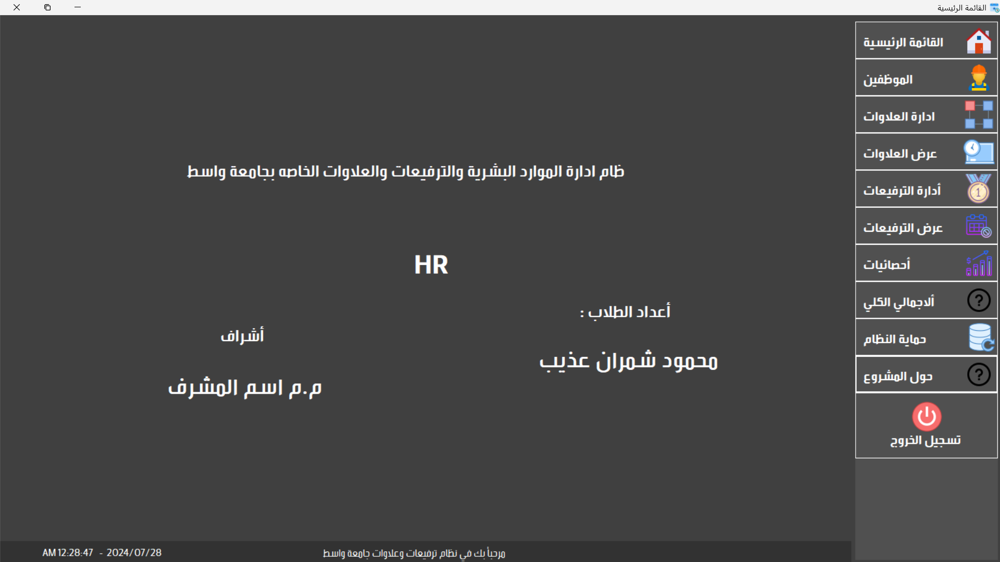 القائمة الرئيسية
القائمة الرئيسية
الموظفين
ادارة العلاوات
عرض العلاوات
أدارة الترفيعات
عرض الترفيعات
أحصائيات
ألاجمالي الكلي
حماية النظام
حول المشروع
تسجيل الخروج
ظام ادارة الموارد البشرية والترفيعات والعلاوات الخاصه بجامعة واسط
HR
أعداد الطلاب :
محمود شمران عذيب
أشراف
م.م اسم المشرف
مرحبأ بك في نظام ترفيعات وعلاوات جامعة واسط
2024/07/28 - 12:28:47 AM